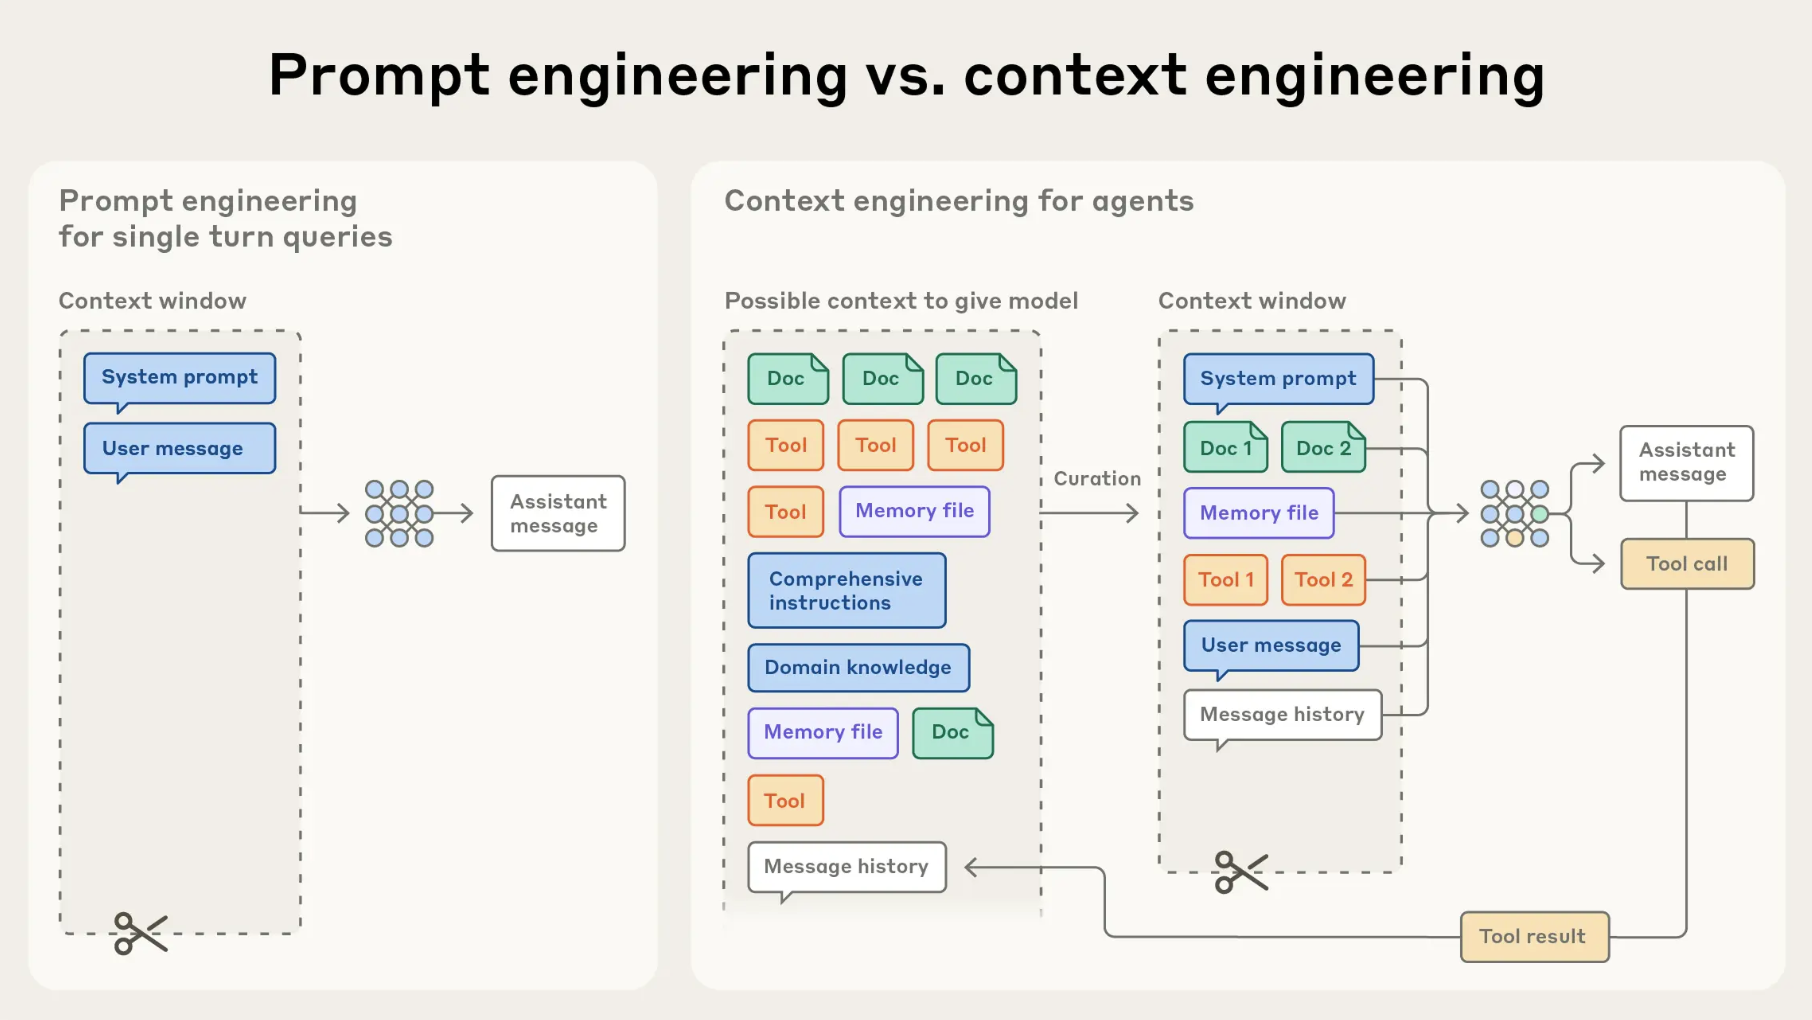 Prompt engineering vs. context engineering
Prompt engineering
for single turn queries
Context window
System prompt
User message
Assistant
message
Context engineering for agents
Possible context to give model
Doc
Doc
Doc
Tool
Tool
Tool
Tool
Memory file
Comprehensive
instructions
Domain knowledge
Memory file
Doc
Tool
Message history
Curation
Context window
System prompt
Doc 1
Doc 2
Memory file
Tool 1
Tool 2
User message
Message history
Assistant
message
Tool call
Tool result